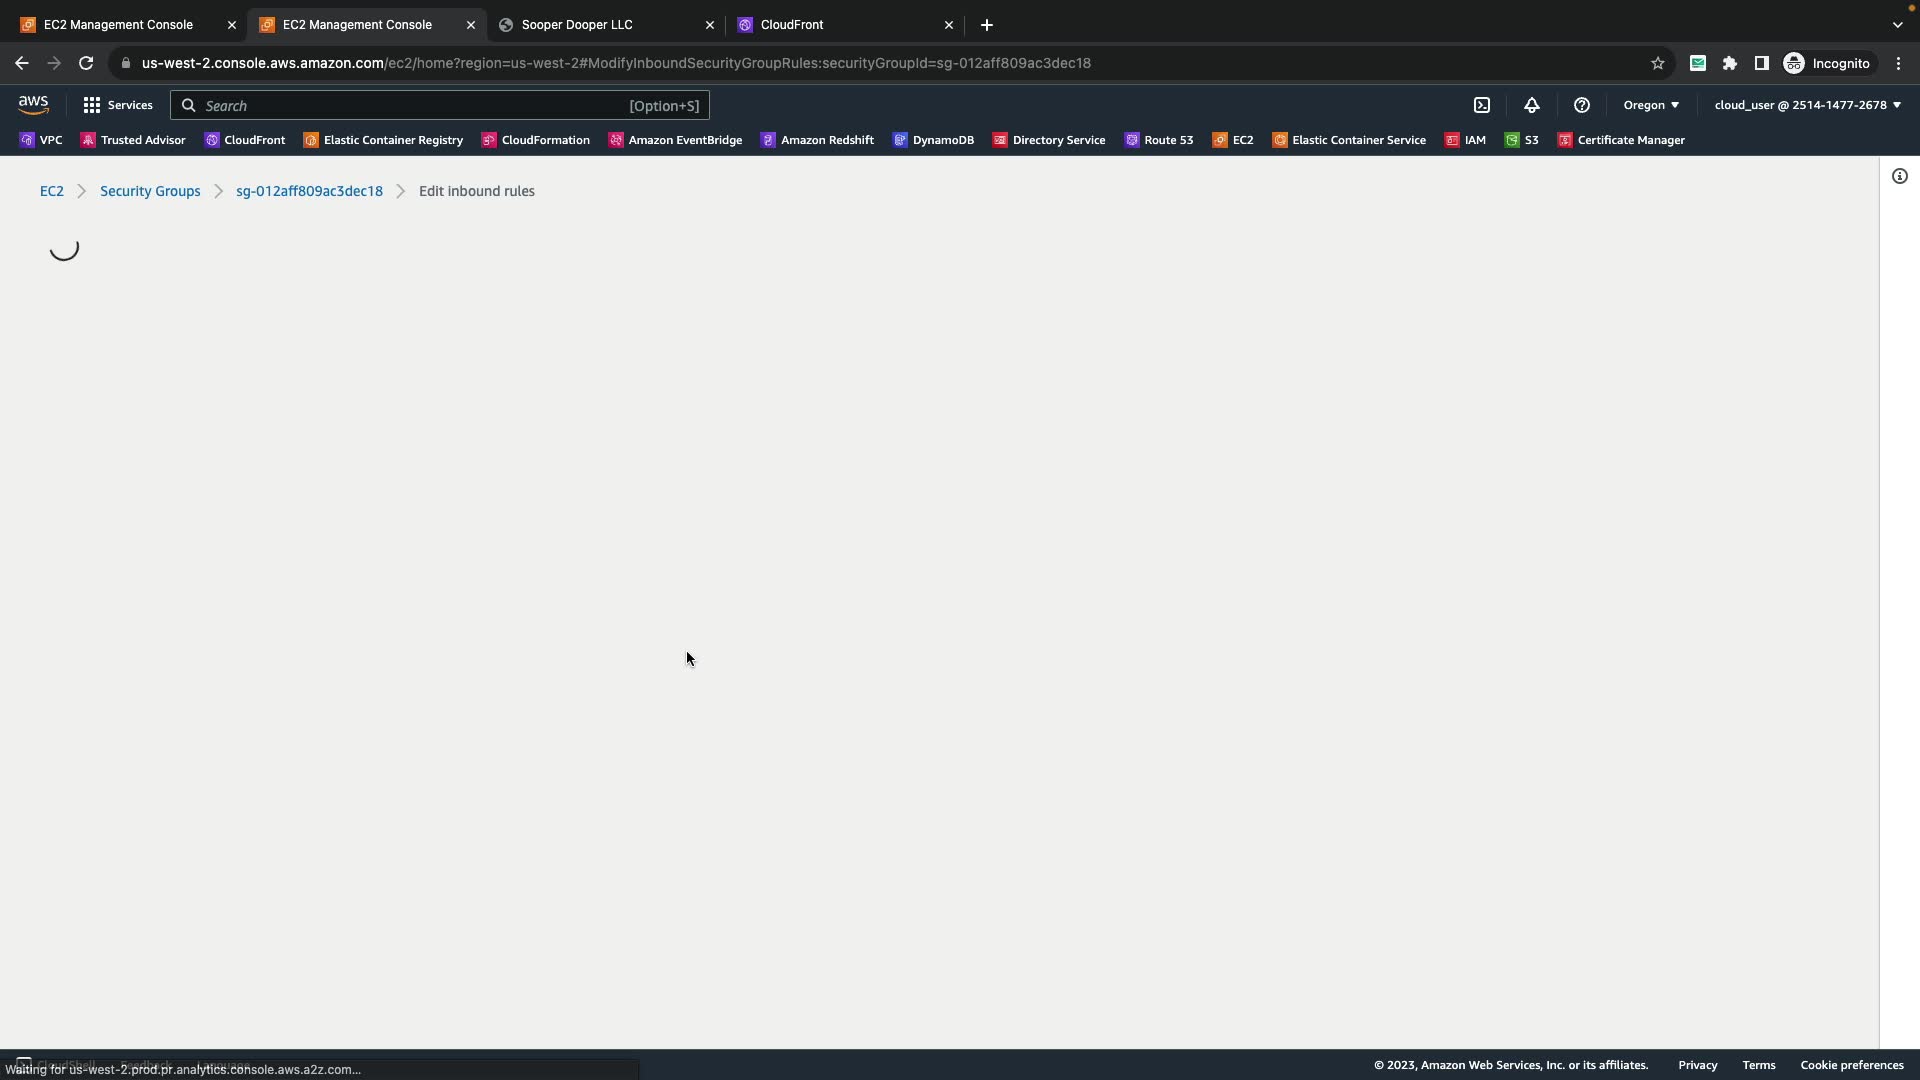 EC2 Management Console
EC2 Management Console
Sooper Dooper LLC
CloudFront
us-west-2.console.aws.amazon.com/ec2/home?region=us-west-2#ModifyInboundSecurityGroupRules:securityGroupId=sg-012aff809ac3dec18
Incognito
aws
Services
Search
[Option+S]
Oregon
cloud_user @ 2514-1477-2678
VPC
Trusted Advisor
CloudFront
Elastic Container Registry
CloudFormation
Amazon EventBridge
Amazon Redshift
DynamoDB
Directory Service
Route 53
EC2
Elastic Container Service
IAM
S3
Certificate Manager
EC2
Security Groups
sg-012aff809ac3dec18
Edit inbound rules
CloudShell
Feedback
Language
Waiting for us-west-2.prod.pr.analytics.console.aws.a2z.com...
© 2023, Amazon Web Services, Inc. or its affiliates.
Privacy
Terms
Cookie preferences